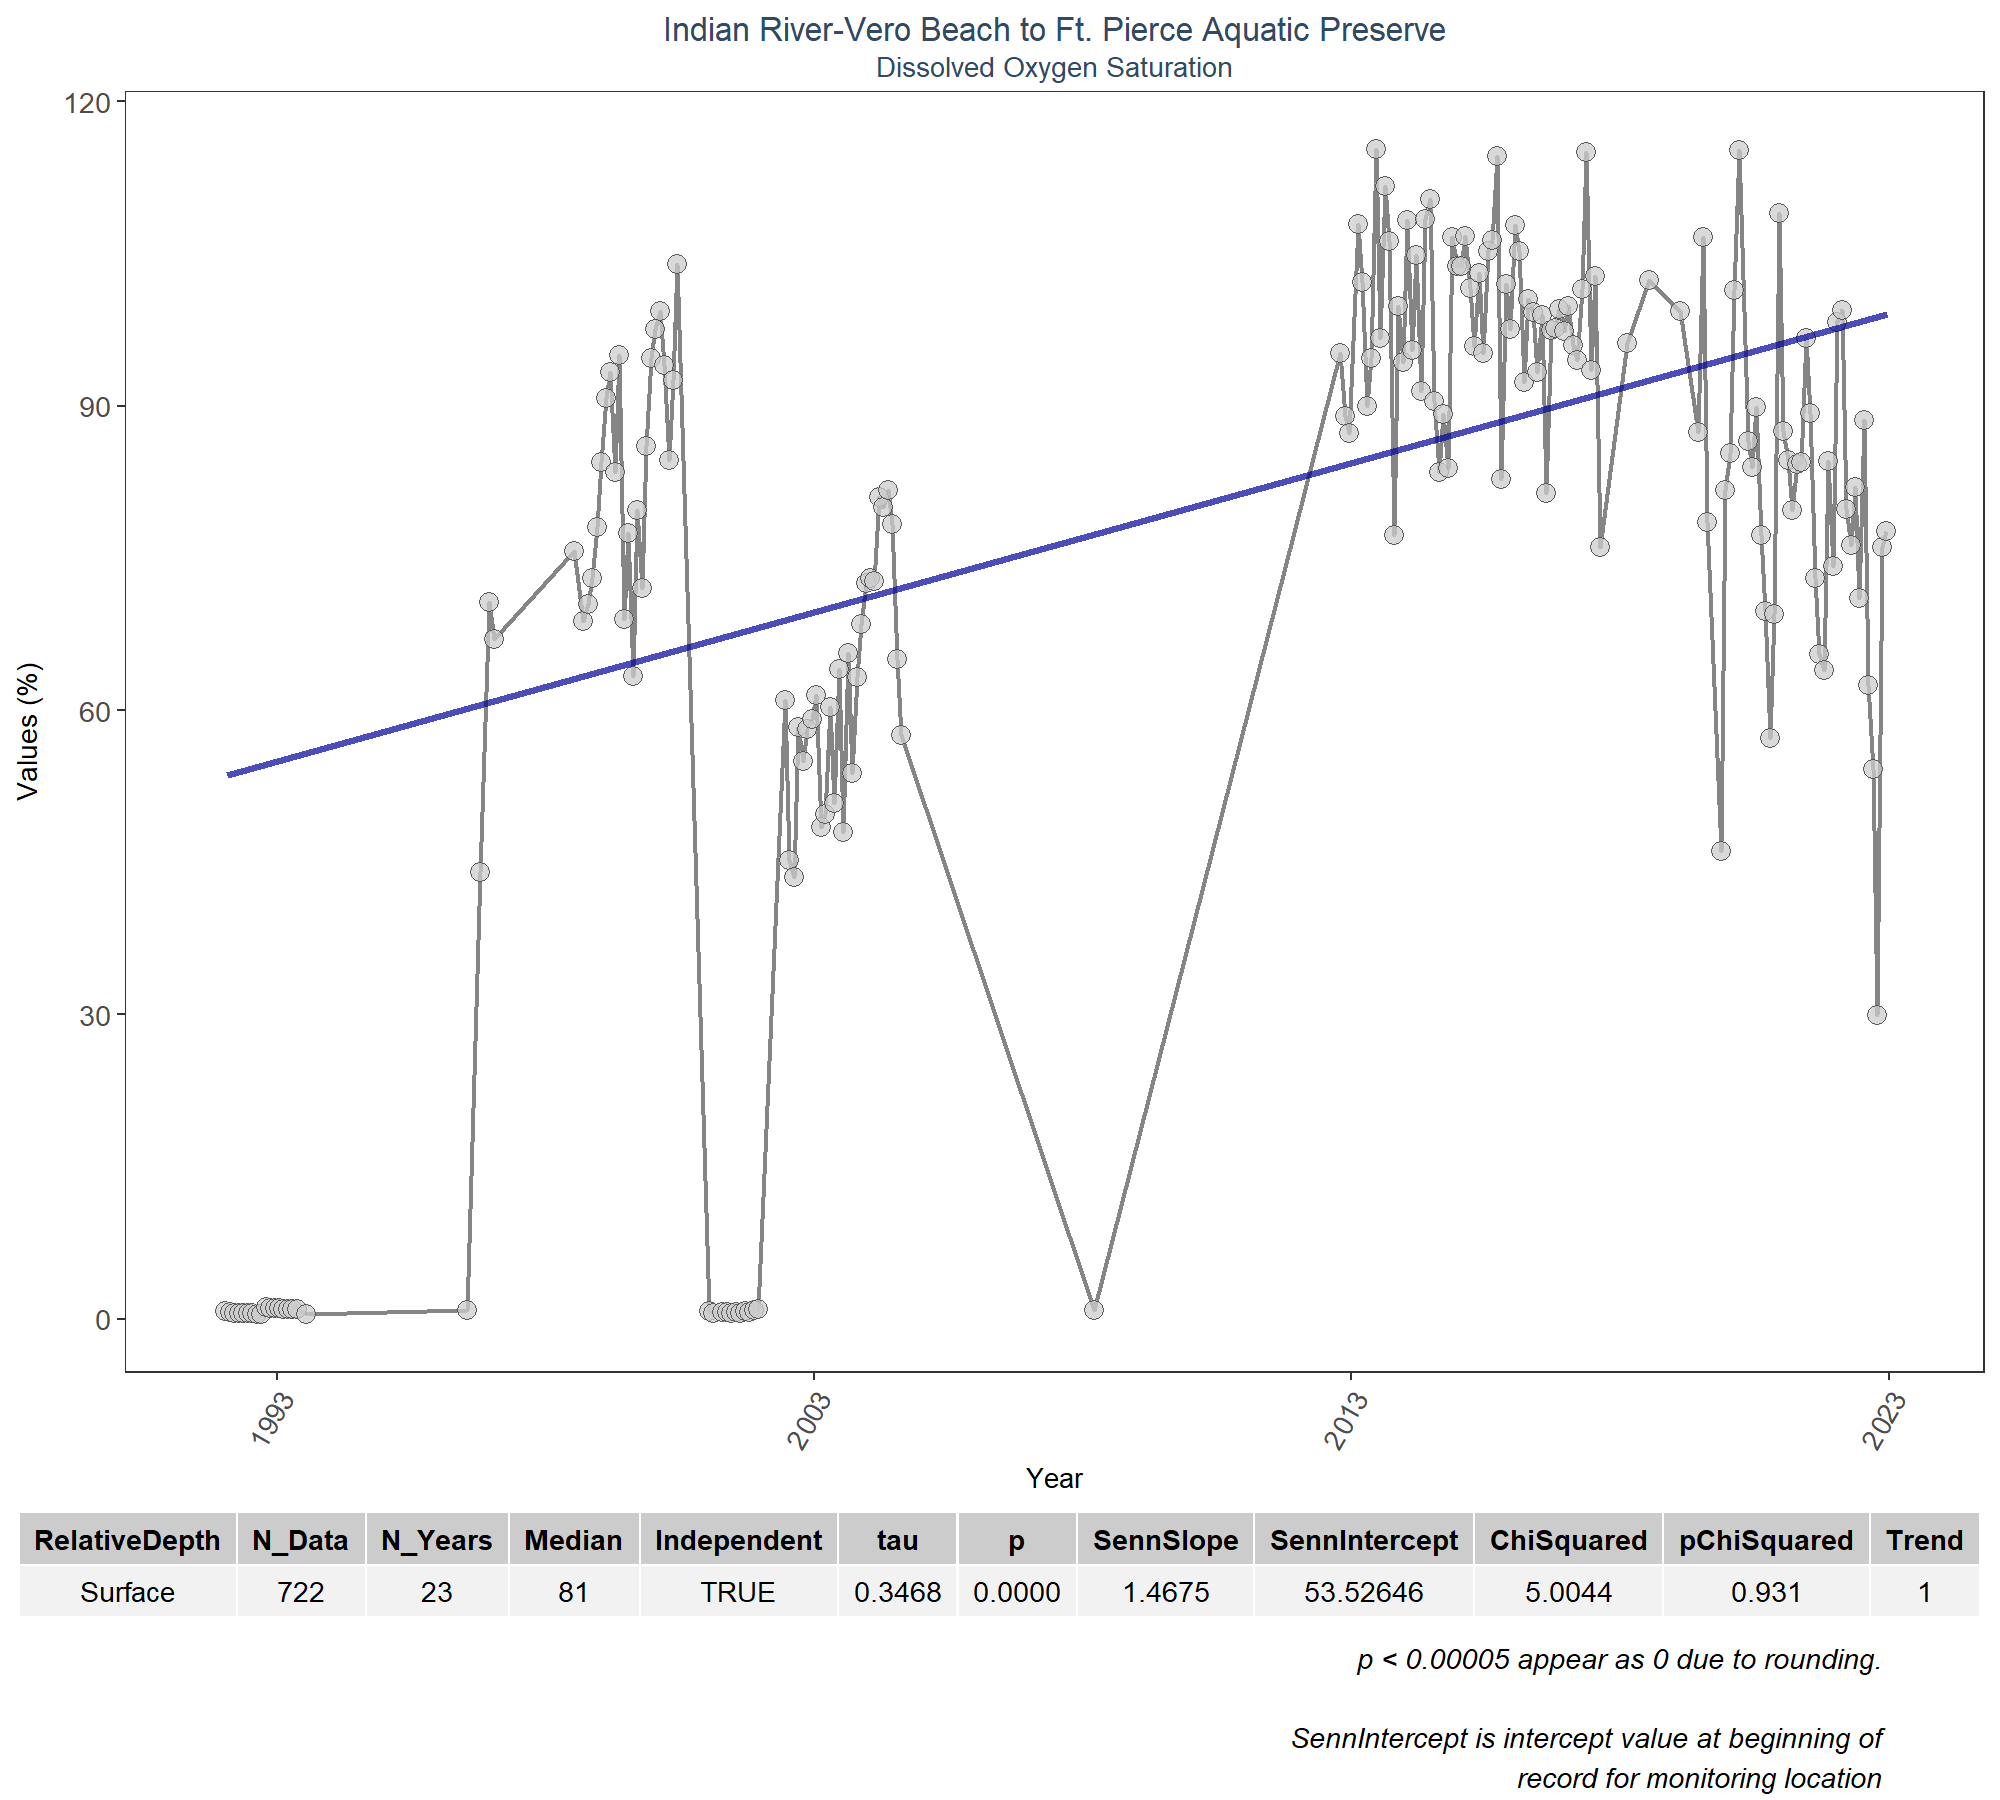 Indian River-Vero Beach to Ft. Pierce Aquatic Preserve
Dissolved Oxygen Saturation
120
90
60
30
0
Values (%)
1993
2003
2013
2023
Year
RelativeDepth N_Data N_Years Median Independent tau p SennSlope SennIntercept ChiSquared pChiSquared Trend
Surface 722 23 81 TRUE 0.3468 0.0000 1.4675 53.52646 5.0044 0.931 1
p < 0.00005 appear as 0 due to rounding.
SennIntercept is intercept value at beginning of
record for monitoring location